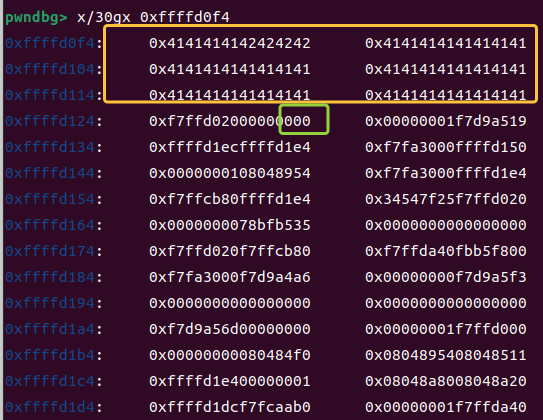 pwndbg> x/30gx 0xffffd0f4
0xffffd0f4: 0x4141414142424242 0x4141414141414141
0xffffd104: 0x4141414141414141 0x4141414141414141
0xffffd114: 0x4141414141414141 0x4141414141414141
0xffffd124: 0xf7ffd02000000000 0x00000001f7d9a519
0xffffd134: 0xffffd1ecffffd1e4 0xf7fa3000ffffd150
0xffffd144: 0x0000000108048954 0xf7fa3000ffffd1e4
0xffffd154: 0xf7ffcb80ffffd1e4 0x34547f25f7ffd020
0xffffd164: 0x0000000078bfb535 0x0000000000000000
0xffffd174: 0xf7ffd020f7ffcb80 0xf7ffda40fbb5f800
0xffffd184: 0xf7fa3000f7d9a4a6 0x00000000f7d9a5f3
0xffffd194: 0x0000000000000000 0x0000000000000000
0xffffd1a4: 0xf7d9a56d00000000 0x00000001f7ffd000
0xffffd1b4: 0x00000000080484f0 0x0804895408048511
0xffffd1c4: 0xffffd1e400000001 0x08048a8008048a20
0xffffd1d4: 0xffffd1dcf7fcaab0 0x00000001f7ffda40